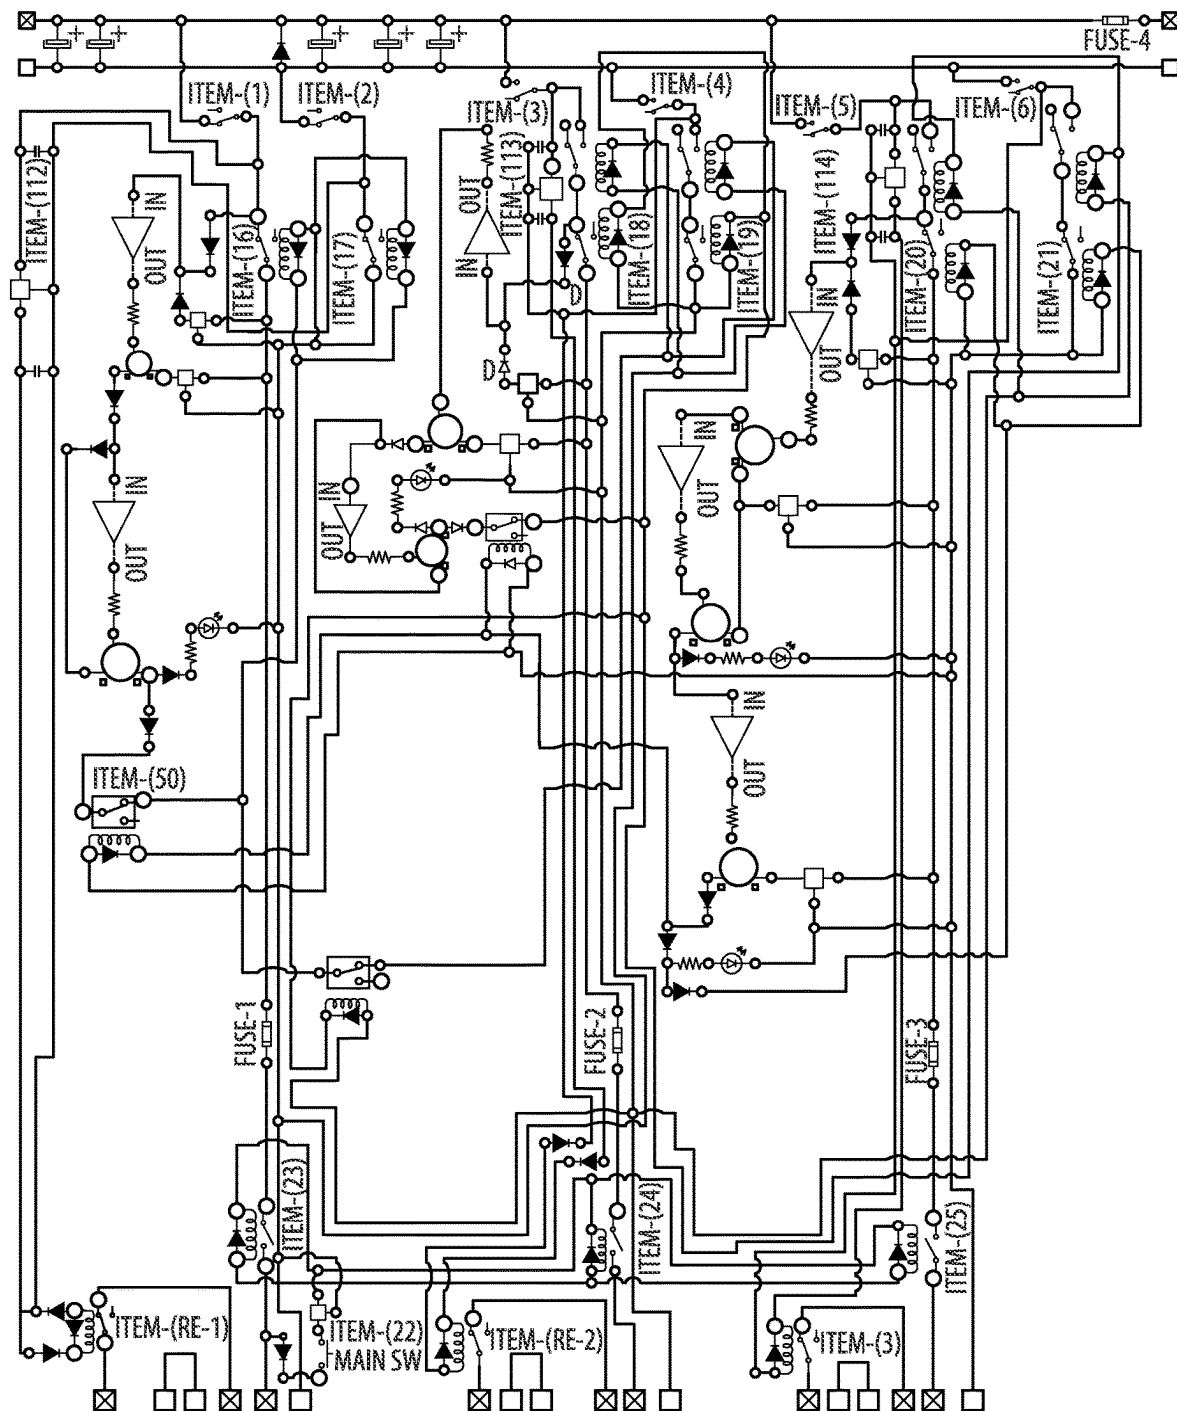 FUSE-4
ITEM-(1)
ITEM-(2)
ITEM-(3)
ITEM-(4)
ITEM-(5)
ITEM-(6)
ITEM-(112)
IN
OUT
ITEM-(16)
ITEM-(17)
OUT
IN
ITEM-(113)
D
ITEM-(18)
ITEM-(19)
ITEM-(114)
IN
OUT
ITEM-(20)
ITEM-(21)
D
IN
OUT
IN
OUT
IN
OUT
IN
OUT
ITEM-(50)
FUSE-1
FUSE-2
FUSE-3
ITEM-(23)
ITEM-(24)
ITEM-(25)
ITEM-(RE-1)
ITEM-(22)
MAIN SW
ITEM-(RE-2)
ITEM-(3)